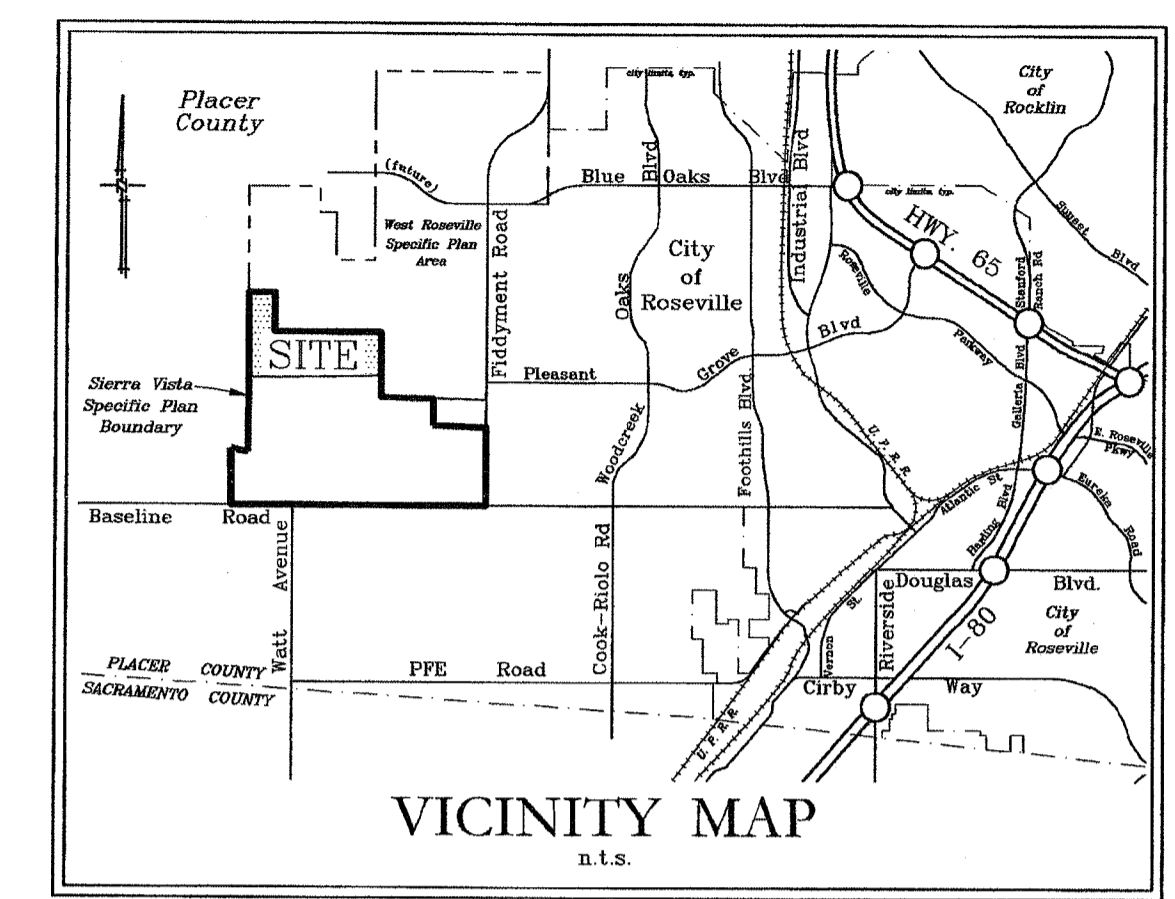 Placer
County
city limits typ.
City
of
Rocklin
(future)
Blue Oaks Blvd
Blvd
Industrial Blvd
city limits typ.
HWY. 65
Sunset Blvd
West Roseville
Specific Plan
Area
Fiddyment Road
City
of
Roseville
Oaks
Roseville
Parkway
Stanford
Ranch Rd
N
SITE
Sierra Vista
Specific Plan
Boundary
Pleasant Grove Blvd
Galleria Blvd
Woodcreek
Foothills Blvd
U. P. R. R.
Atlantic St
E. Roseville
Pkwy
Eureka Road
Harding Blvd
Baseline Road
Watt Avenue
Cook-Riolo Rd
Douglas Blvd.
Vernon St.
Riverside
I-80
City
of
Roseville
PLACER COUNTY
SACRAMENTO COUNTY
PFE Road
Cirby Way
U. P. R. R.
VICINITY MAP
n.t.s.